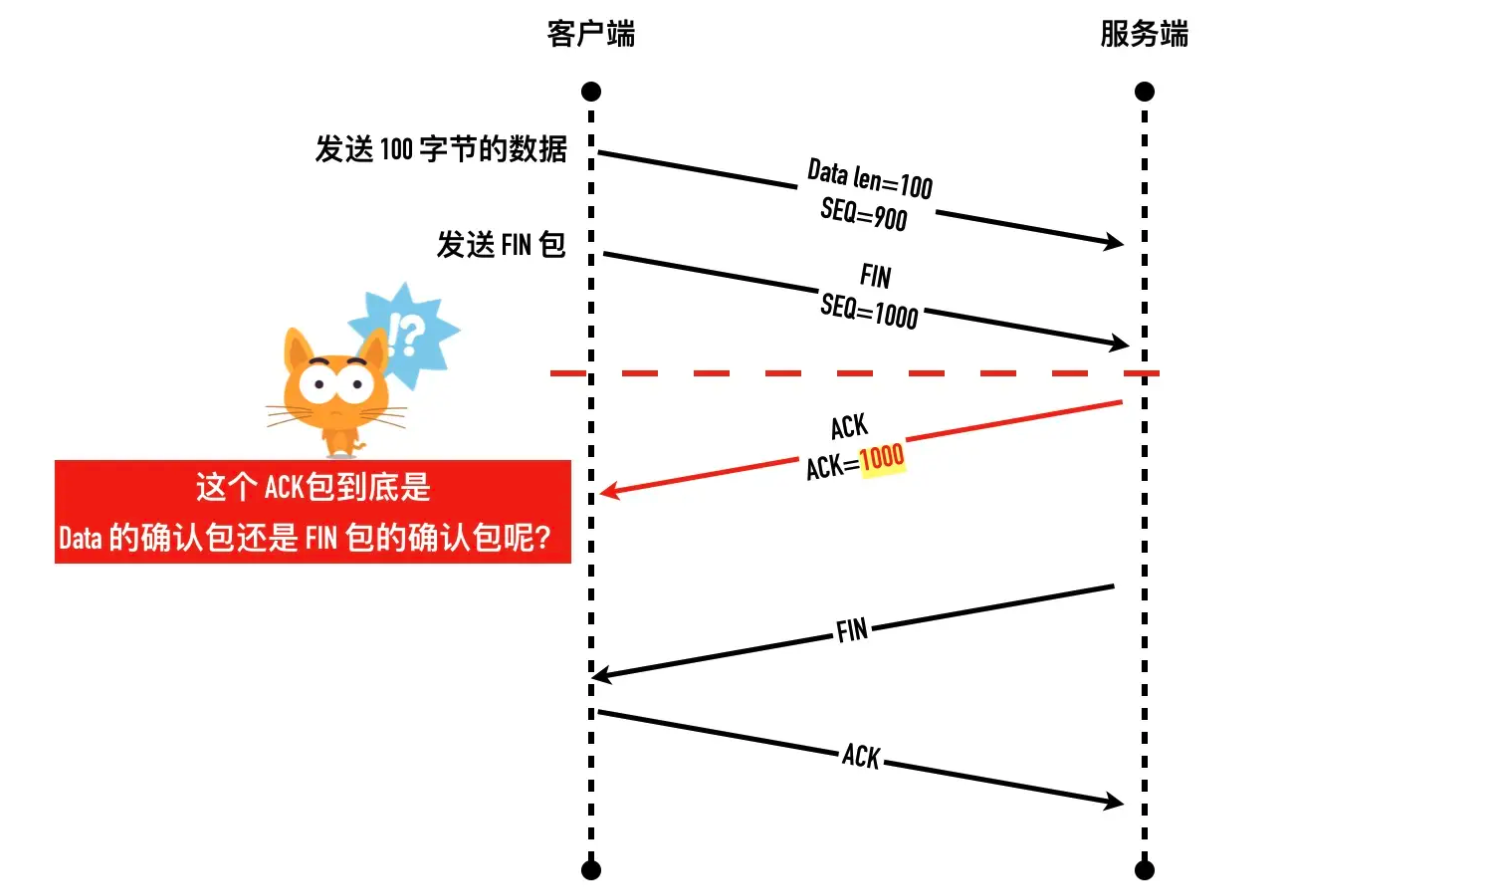 客户端
服务端
发送 100 字节的数据
Data len=100
SEQ=900
发送 FIN 包
FIN
SEQ=1000
!?
ACK
ACK=1000
这个 ACK包到底是
Data 的确认包还是 FIN 包的确认包呢?
FIN
ACK